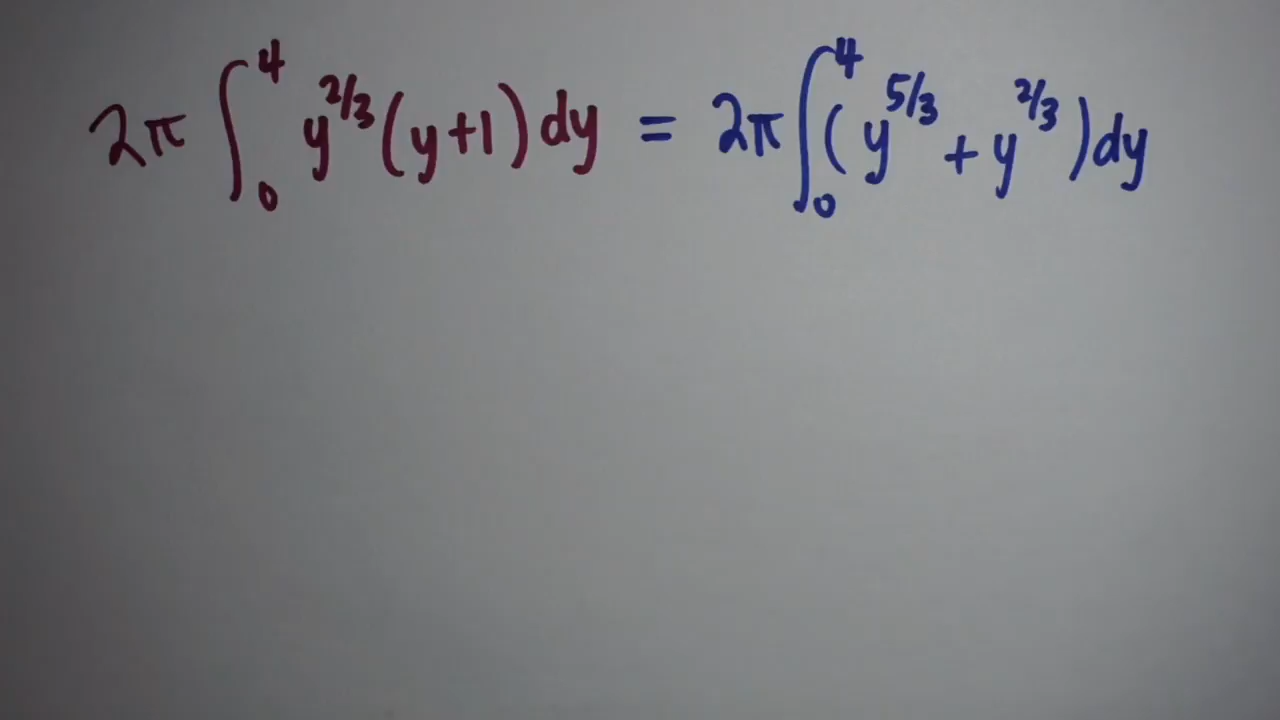 2π ∫₀⁴ y^{2/3} (y+1) dy = 2π ∫₀⁴ (y^{5/3} + y^{2/3}) dy